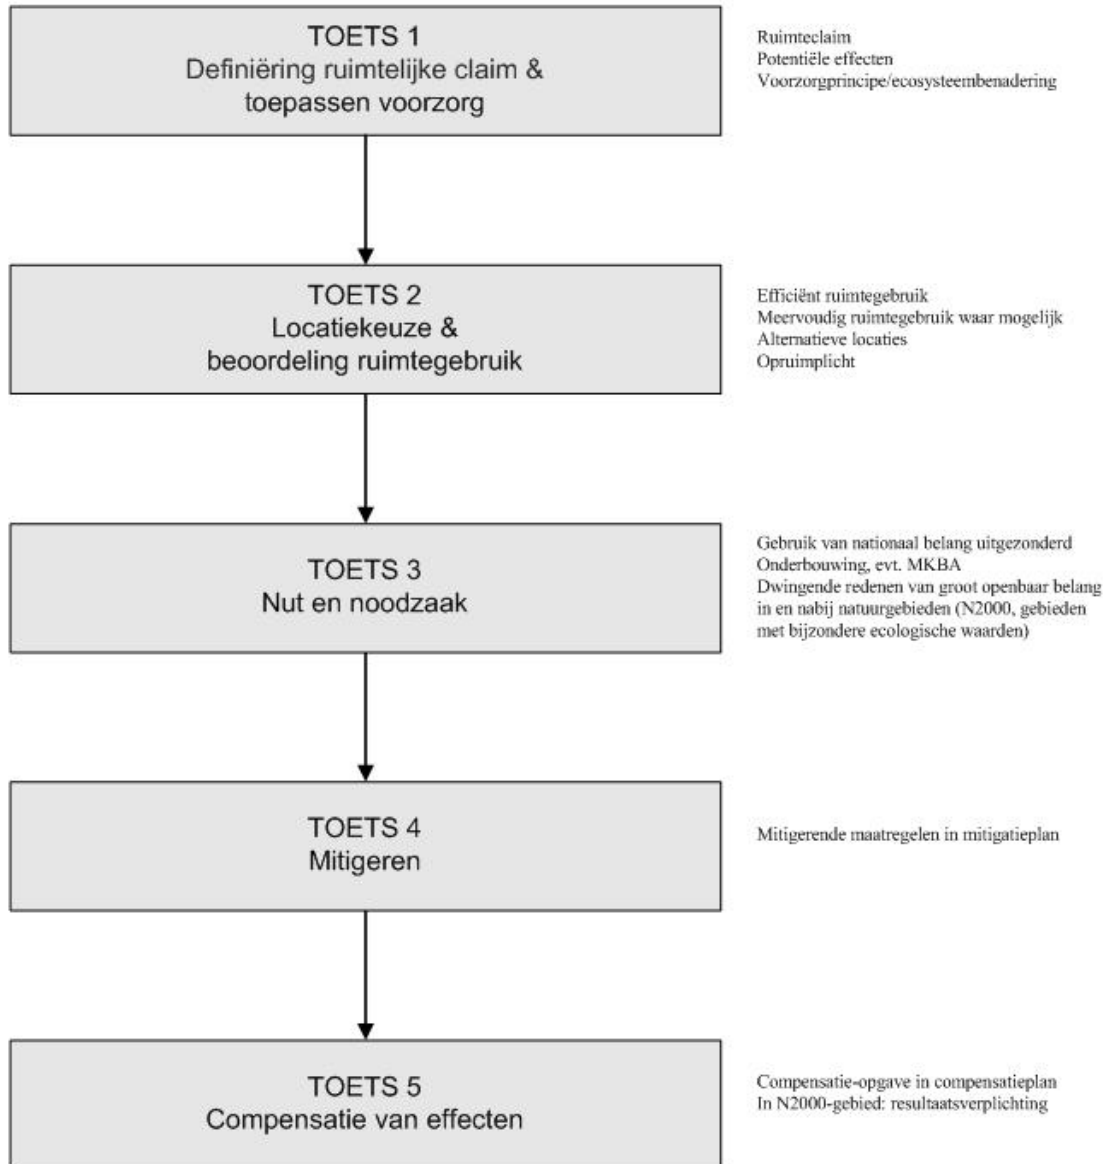 TOETS 1
Definiëring ruimtelijke claim &
toepassen voorzorg
Ruimteclaim
Potentiële effecten
Voorzorgprincipe/ecosysteembenadering
TOETS 2
Locatiekeuze &
beoordeling ruimtegebruik
Efficiënt ruimtegebruik
Meervoudig ruimtegebruik waar mogelijk
Alternatieve locaties
Opruimplicht
TOETS 3
Nut en noodzaak
Gebruik van nationaal belang uitgezonderd
Onderbouwing, evt. MKBA
Dwingende redenen van groot openbaar belang
in en nabij natuurgebieden (N2000, gebieden
met bijzondere ecologische waarden)
TOETS 4
Mitigeren
Mitigerende maatregelen in mitigatieplan
TOETS 5
Compensatie van effecten
Compensatie-opgave in compensatieplan
In N2000-gebied: resultaatsverplichting